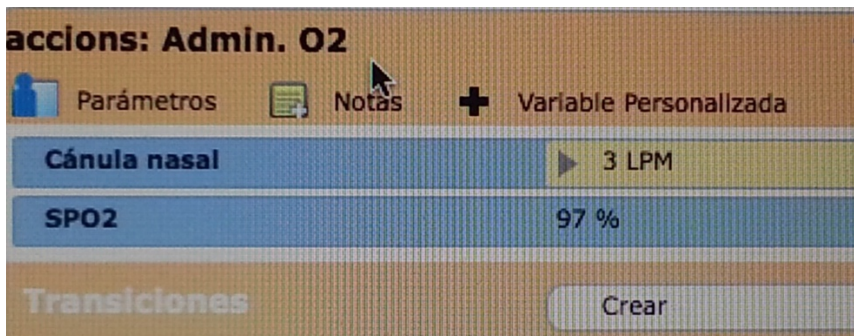 accions: Admin. O2
Parámetros Notas Variable Personalizada
Cánula nasal 3 LPM
SPO2 97 %
Transiciones Crear